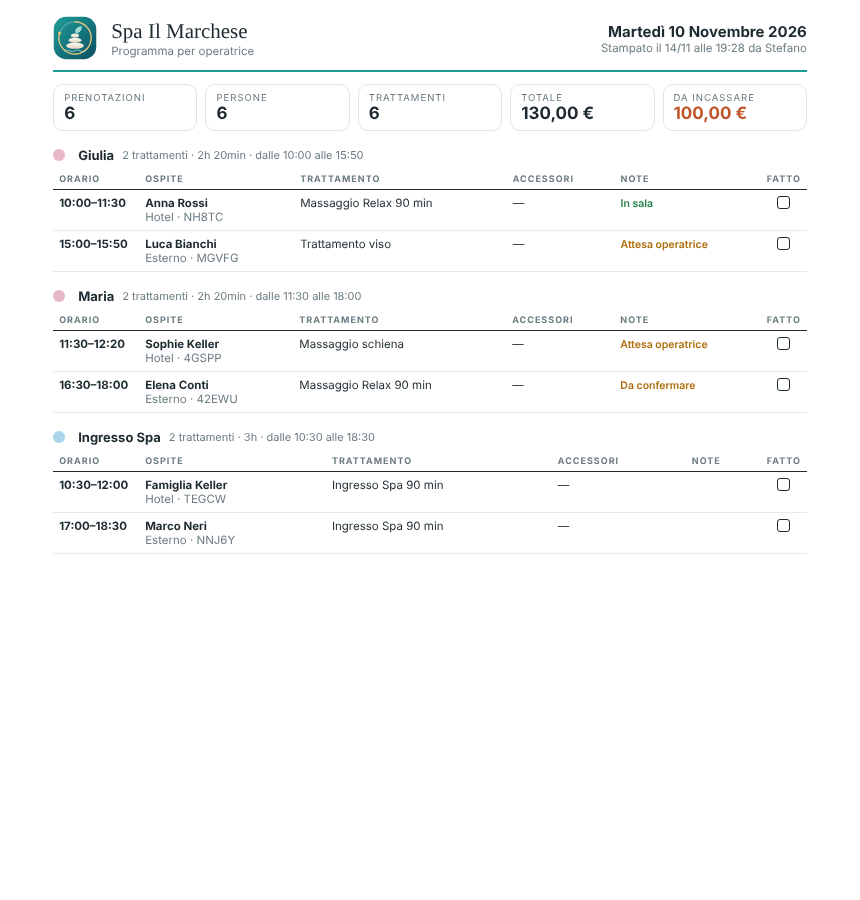 Spa Il Marchese
Programma per operatrice
Martedì 10 Novembre 2026
Stampato il 14/11 alle 19:28 da Stefano
PRENOTAZIONI
6
PERSONE
6
TRATTAMENTI
6
TOTALE
130,00 €
DA INCASSARE
100,00 €
Giulia 2 trattamenti · 2h 20min · dalle 10:00 alle 15:50
ORARIO OSPITE TRATTAMENTO ACCESSORI NOTE FATTO
10:00–11:30 Anna Rossi Massaggio Relax 90 min — In sala
Hotel · NH8TC
15:00–15:50 Luca Bianchi Trattamento viso — Attesa operatrice
Esterno · MGVFG
Maria 2 trattamenti · 2h 20min · dalle 11:30 alle 18:00
ORARIO OSPITE TRATTAMENTO ACCESSORI NOTE FATTO
11:30–12:20 Sophie Keller Massaggio schiena — Attesa operatrice
Hotel · 4GSPP
16:30–18:00 Elena Conti Massaggio Relax 90 min — Da confermare
Esterno · 42EWU
Ingresso Spa 2 trattamenti · 3h · dalle 10:30 alle 18:30
ORARIO OSPITE TRATTAMENTO ACCESSORI NOTE FATTO
10:30–12:00 Famiglia Keller Ingresso Spa 90 min —
Hotel · TEGCW
17:00–18:30 Marco Neri Ingresso Spa 90 min —
Esterno · NNJ6Y